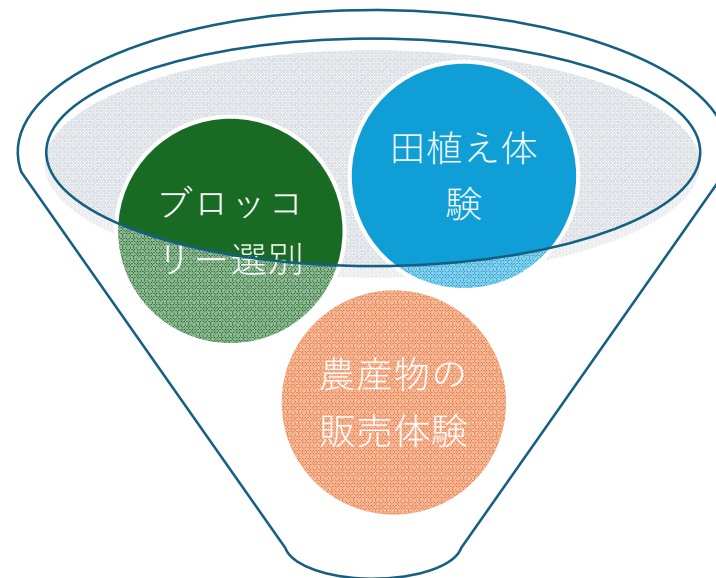 田植え体
験
ブロッコ
リー選別
農産物の
販売体験